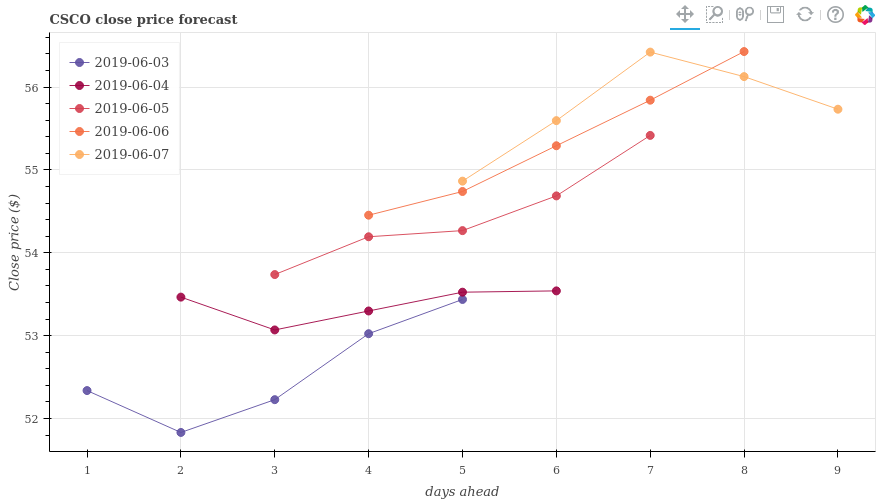 CSCO close price forecast
2019-06-03
2019-06-04
2019-06-05
2019-06-06
2019-06-07
Close price ($)
56
55
54
53
52
1 2 3 4 5 6 7 8 9
days ahead